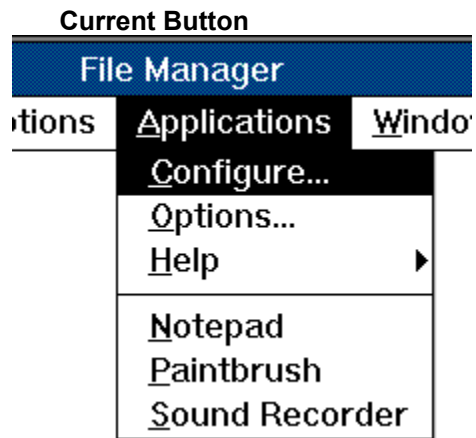 Current Button
File Manager
tions Applications Windo
Configure...
Options...
Help
Notepad
Paintbrush
Sound Recorder